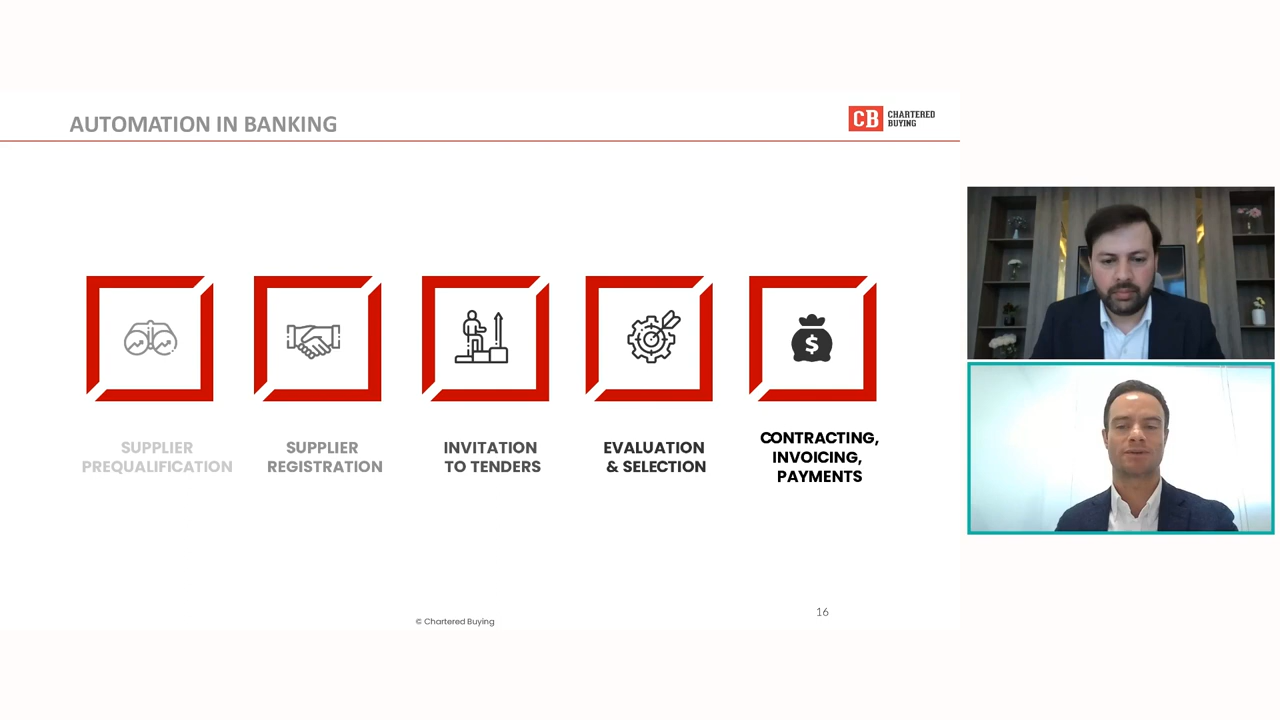 AUTOMATION IN BANKING
CB CHARTERED
BUYING
SUPPLIER
PREQUALIFICATION
SUPPLIER
REGISTRATION
INVITATION
TO TENDERS
EVALUATION
& SELECTION
$
CONTRACTING,
INVOICING,
PAYMENTS
© Chartered Buying
16